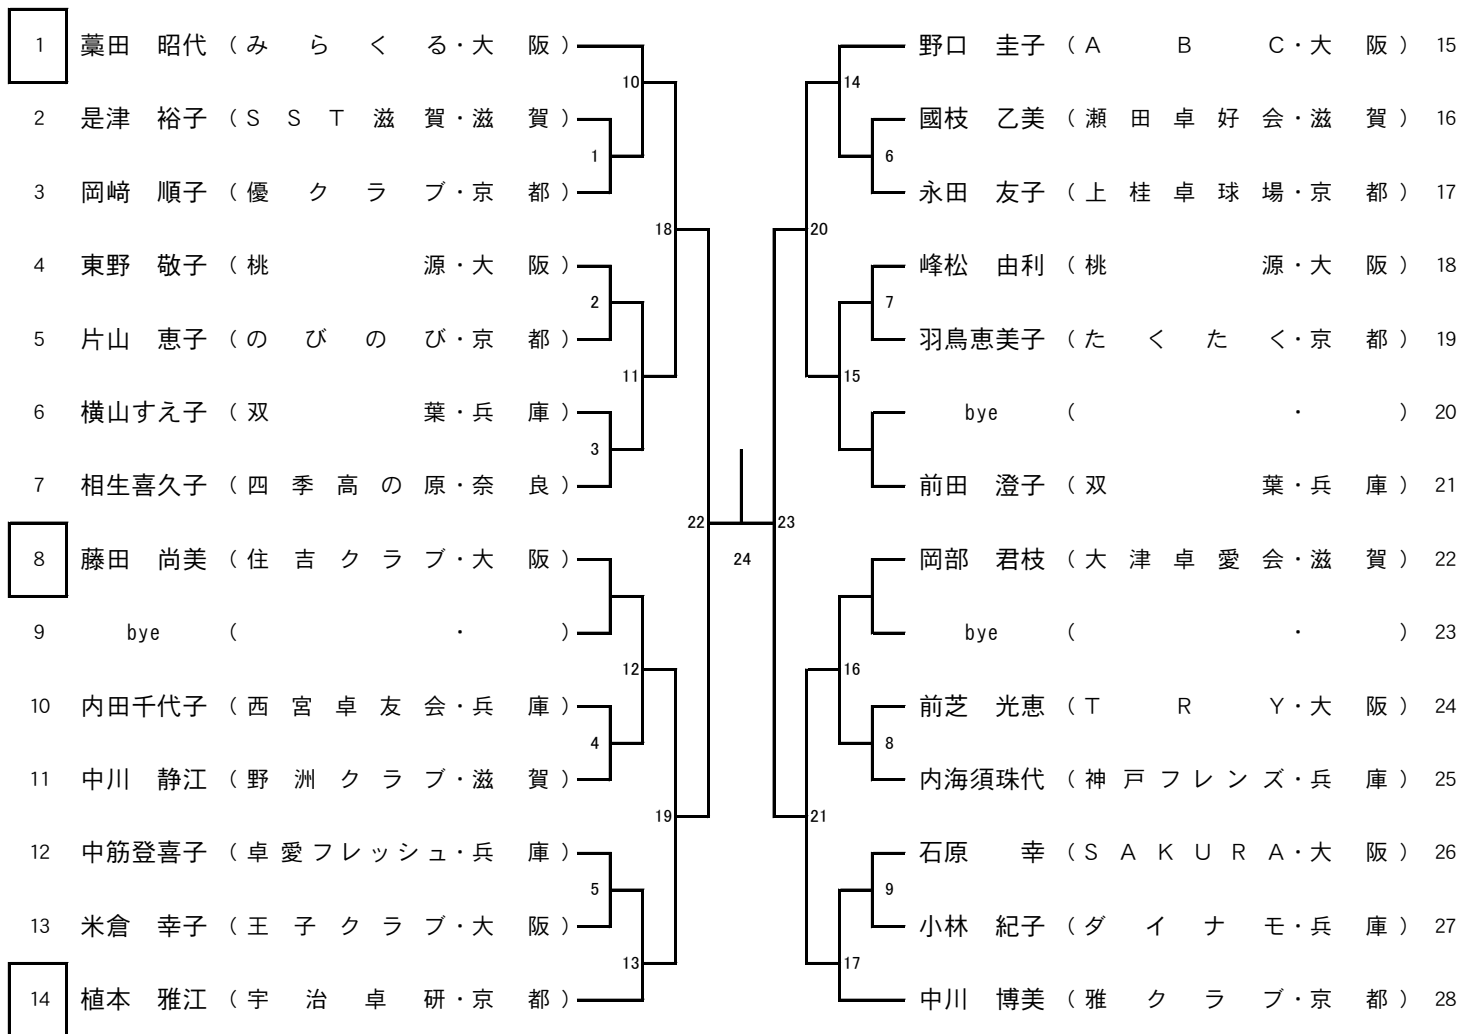 1 藁田 昭代 (みらくる・大阪)
2 是津 裕子 (SST滋賀・滋賀)
3 岡﨑 順子 (優クラブ・京都)
4 東野 敬子 (桃源・大阪)
5 片山 恵子 (のびのび・京都)
6 横山すえ子 (双葉・兵庫)
7 相生喜久子 (四季高の原・奈良)
8 藤田 尚美 (住吉クラブ・大阪)
9 bye ( ・ )
10 内田千代子 (西宮卓友会・兵庫)
11 中川 静江 (野洲クラブ・滋賀)
12 中筋登喜子 (卓愛フレッシュ・兵庫)
13 米倉 幸子 (王子クラブ・大阪)
14 植本 雅江 (宇治卓研・京都)
10
1
18
2
11
3
22
12
4
19
5
13
24
14
6
20
7
15
23
16
8
21
9
17
野口 圭子 (ABC・大阪) 15
國枝 乙美 (瀬田卓好会・滋賀) 16
永田 友子 (上桂卓球場・京都) 17
峰松 由利 (桃源・大阪) 18
羽鳥恵美子 (たくたく・京都) 19
bye ( ・ ) 20
前田 澄子 (双葉・兵庫) 21
岡部 君枝 (大津卓愛会・滋賀) 22
bye ( ・ ) 23
前芝 光恵 (TRY・大阪) 24
内海須珠代 (神戸フレンズ・兵庫) 25
石原 幸 (SAKURA・大阪) 26
小林 紀子 (ダイナモ・兵庫) 27
中川 博美 (雅クラブ・京都) 28